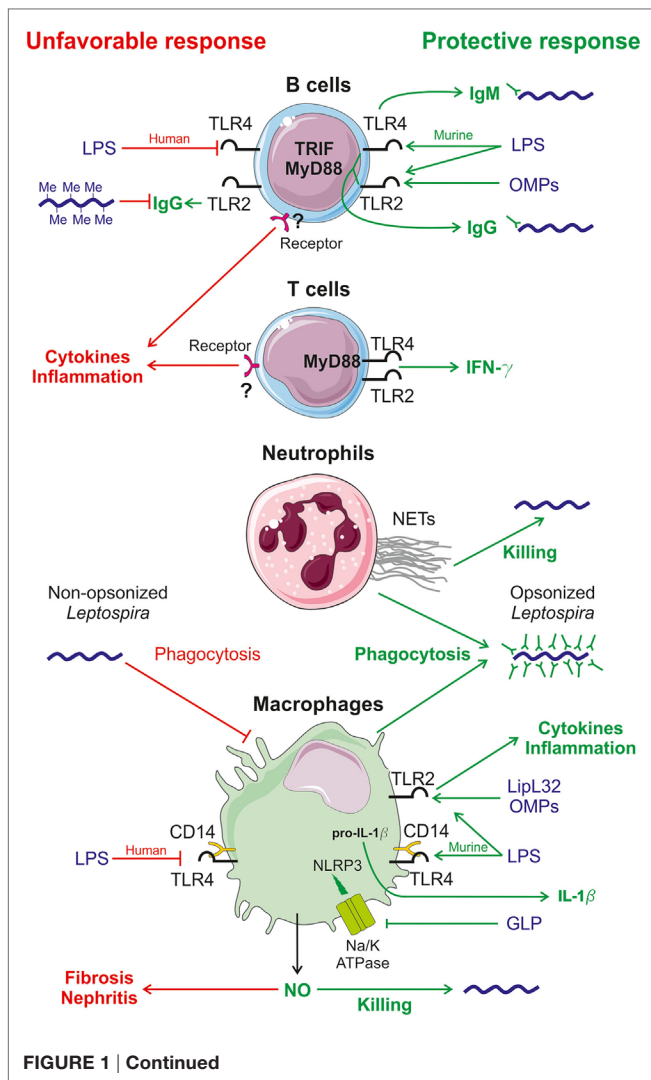 Unfavorable response
Protective response
B cells
IgM
TLR4
TLR4
LPS
Human
TRIF
MyD88
Murine
LPS
Me Me Me
Me Me Me
IgG
TLR2
TLR2
OMPs
?
Receptor
IgG
T cells
Receptor
?
Cytokines
Inflammation
MyD88
TLR4
TLR2
IFN-γ
Neutrophils
NETs
Killing
Non-opsonized
Leptospira
Opsonized
Leptospira
Phagocytosis
Phagocytosis
Macrophages
Cytokines
Inflammation
TLR2
LipL32
OMPs
CD14
pro-IL-1β
CD14
LPS
Human
TLR4
NLRP3
TLR4
Murine
LPS
IL-1β
GLP
Na/K
ATPase
Fibrosis
Nephritis
NO
Killing
FIGURE 1 | Continued